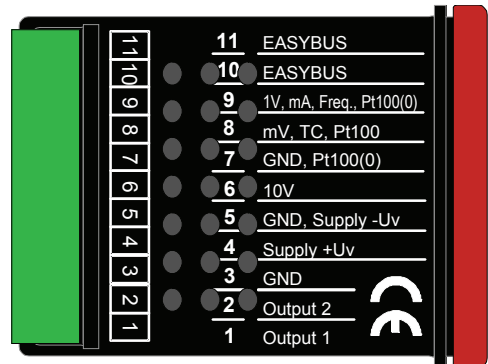 11 11 EASYBUS
10 10 EASYBUS
9 9 1V, mA, Freq., Pt100(0)
8 8 mV, TC, Pt100
7 7 GND, Pt100(0)
6 6 10V
5 5 GND, Supply -Uv
4 4 Supply +Uv
3 3 GND
2 2 Output 2
1 1 Output 1
CE